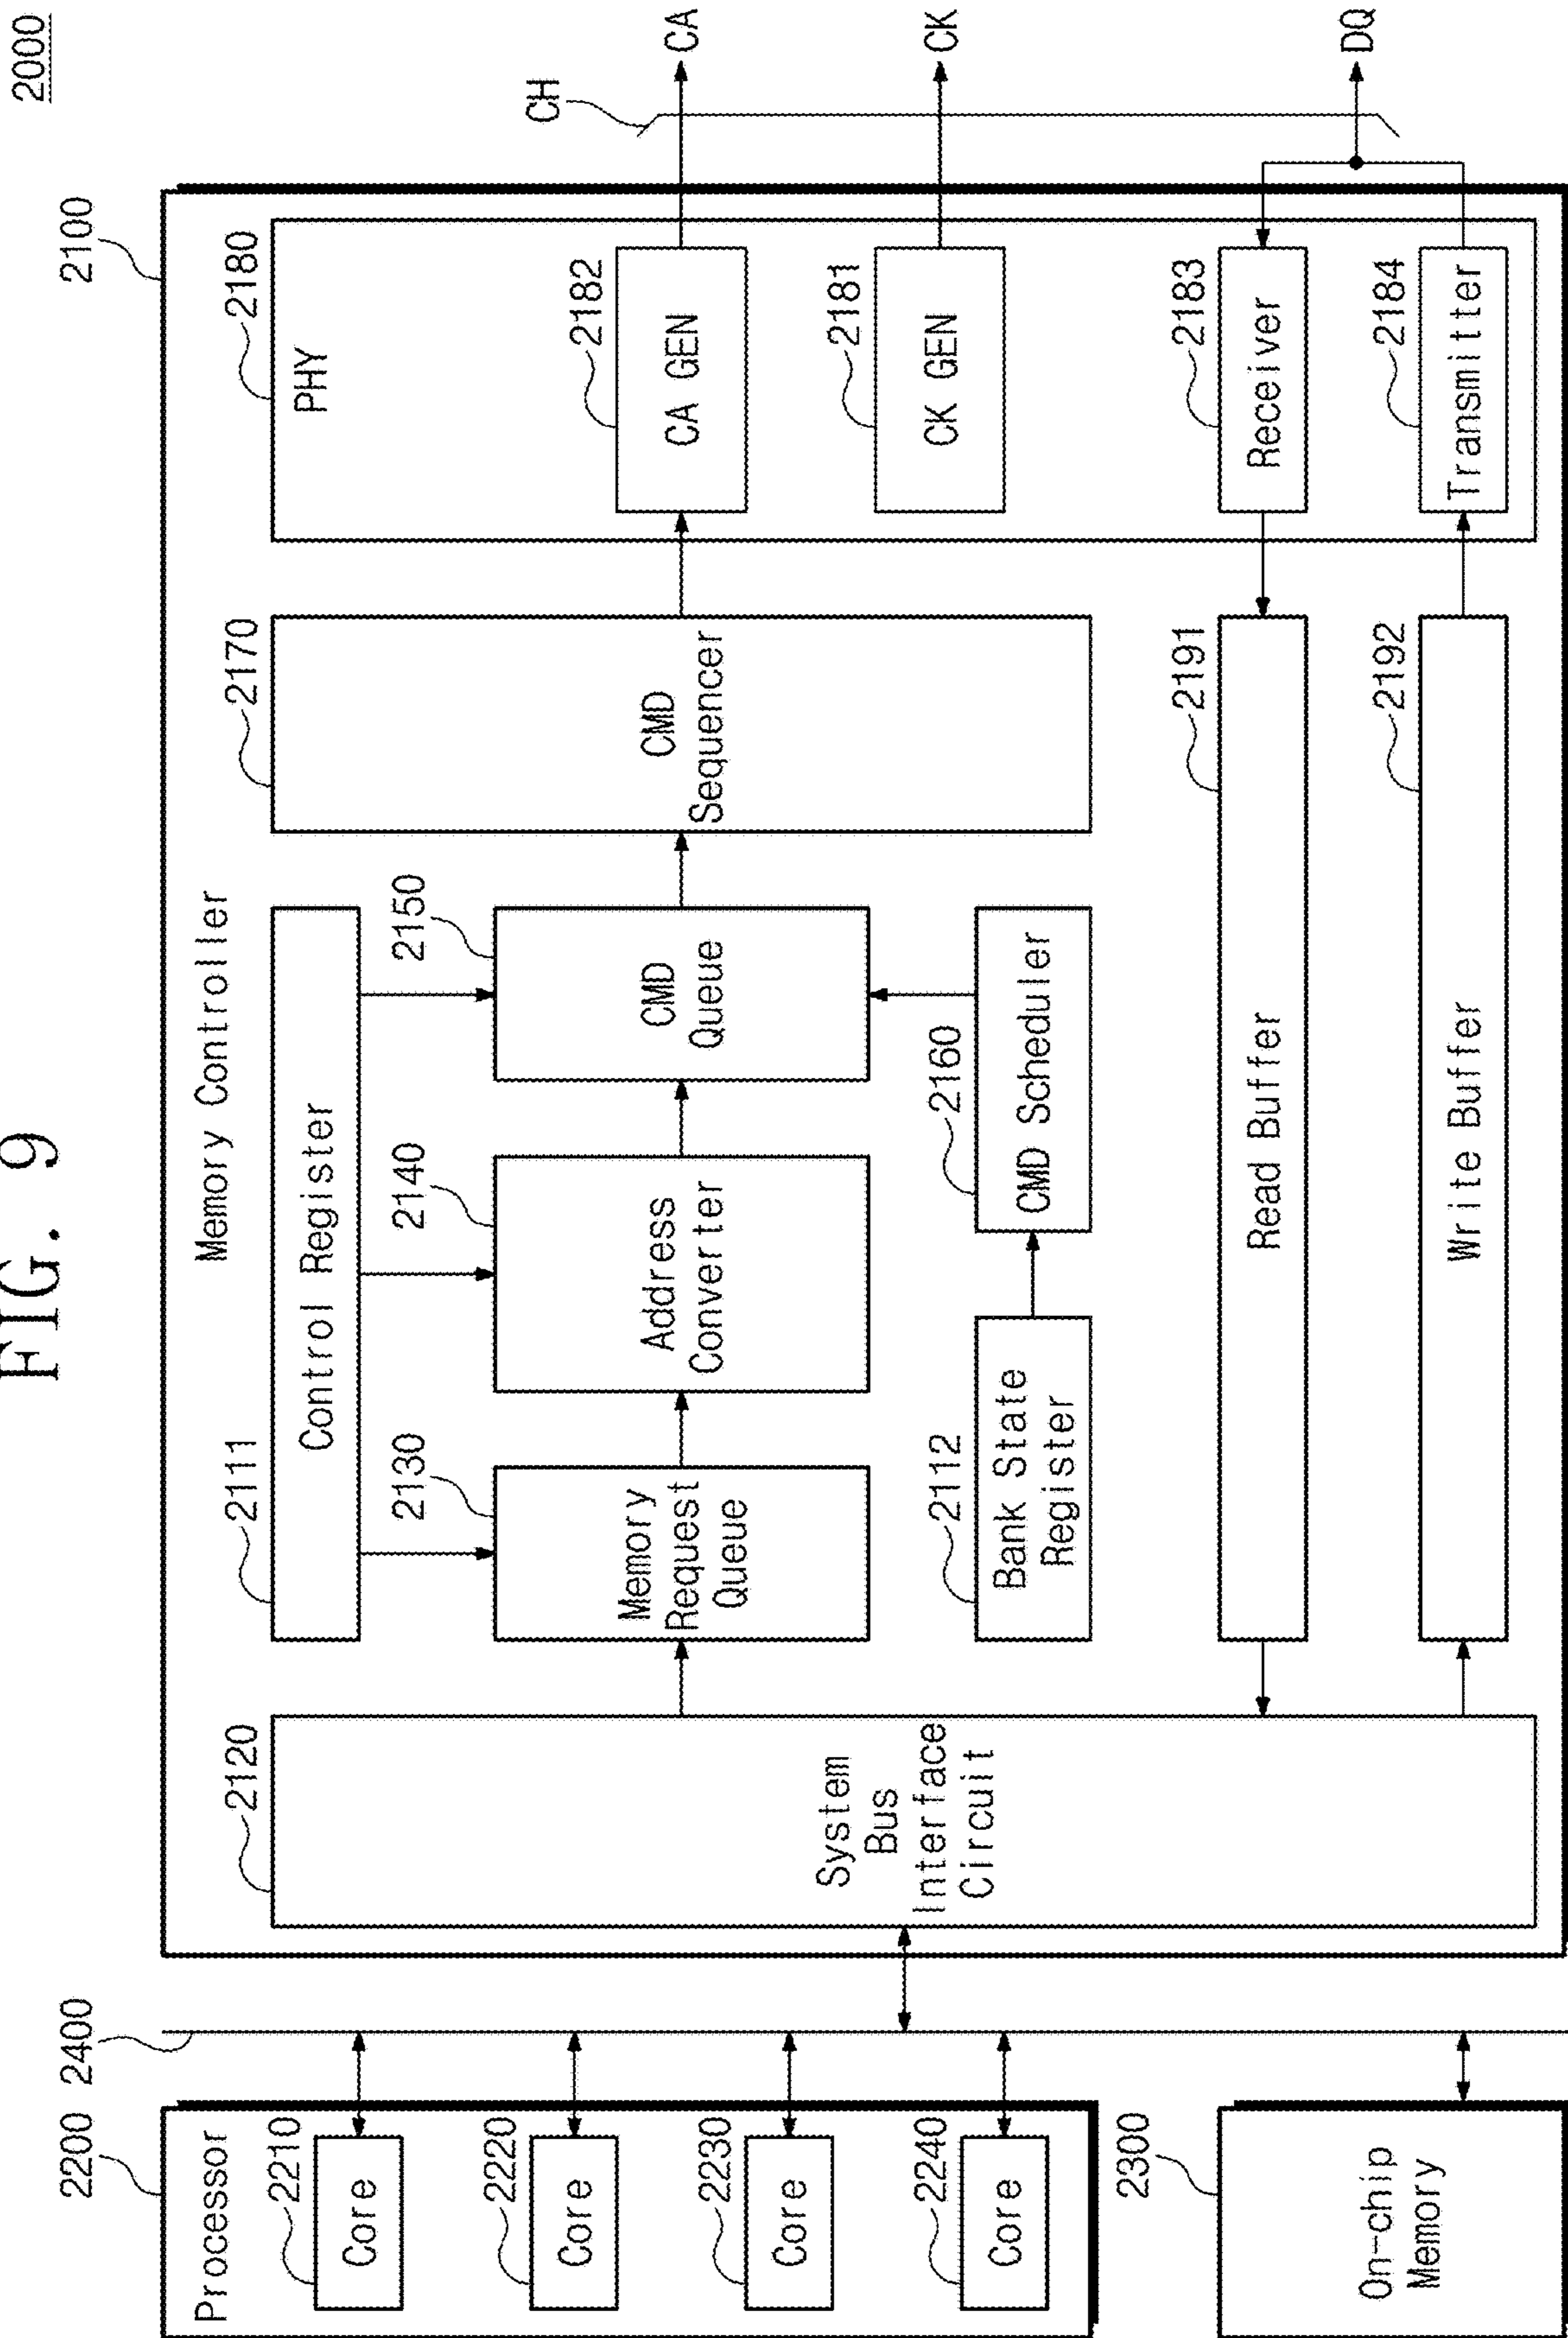 FIG. 9
2000
2200
Processor
2210
Core
2220
Core
2230
Core
2240
Core
2300
On-chip
Memory
2400
2100
Memory Controller
2120
System
Bus
Interface
Circuit
2111
Control Register
2130
Memory
Request
Queue
2140
Address
Converter
2150
CMD
Queue
2112
Bank State
Register
2160
CMD Scheduler
2170
CMD
Sequencer
2191
Read Buffer
2192
Write Buffer
2180
PHY
2182
CA GEN
2181
CK GEN
2183
Receiver
2184
Transmitter
CH
CA
CK
DQ